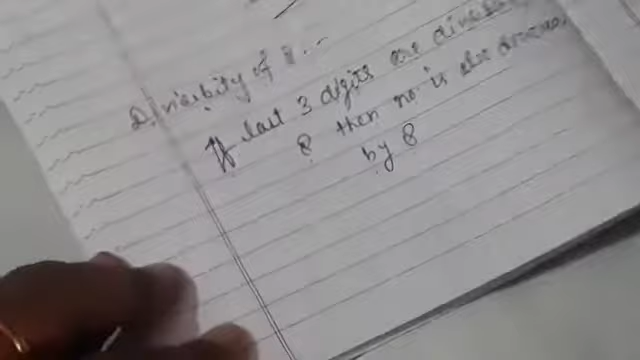 Divisibility of 8 :-
If last 3 digits are divisible
8 then no is also divisible
by 8